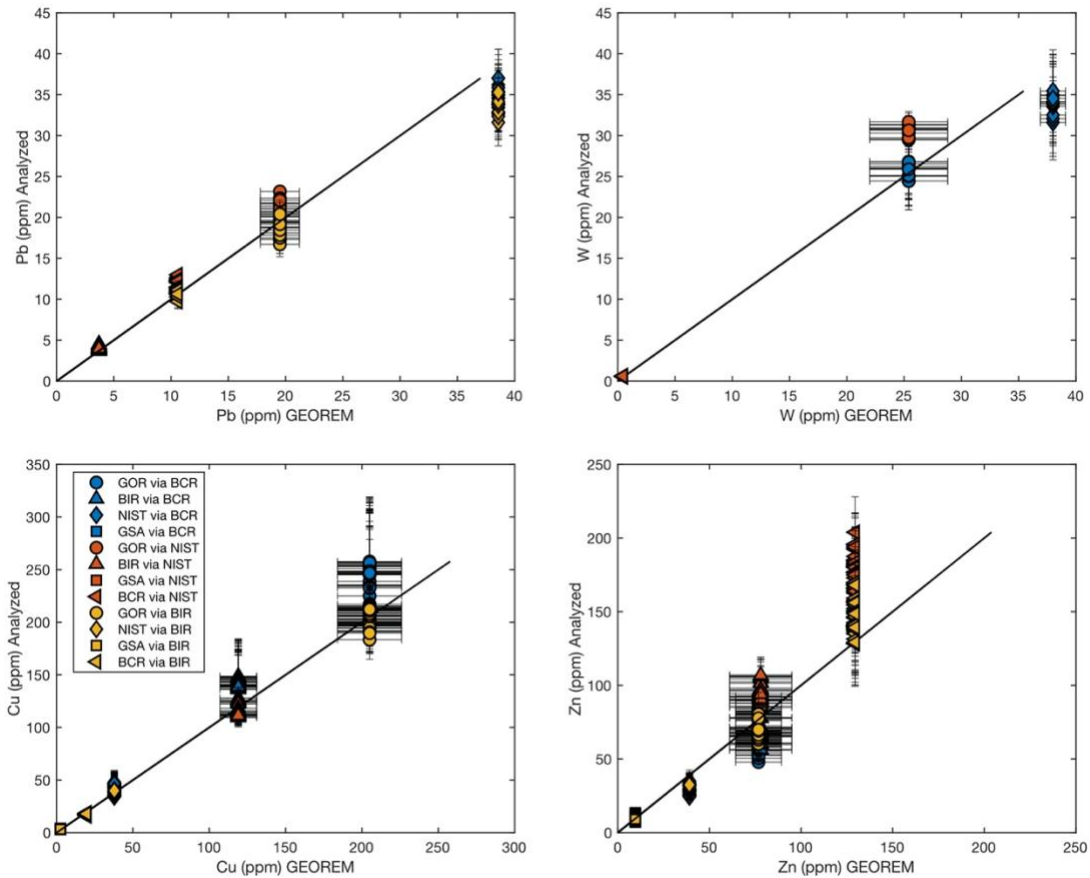 45
40
35
30
25
20
15
10
5
0
Pb (ppm) Analyzed
0 5 10 15 20 25 30 35 40
Pb (ppm) GEOREM
45
40
35
30
25
20
15
10
5
0
W (ppm) Analyzed
0 5 10 15 20 25 30 35 40
W (ppm) GEOREM
350
300
250
200
150
100
50
0
Cu (ppm) Analyzed
GOR via BCR
BIR via BCR
NIST via BCR
GSA via BCR
GOR via NIST
BIR via NIST
GSA via NIST
BCR via NIST
GOR via BIR
NIST via BIR
GSA via BIR
BCR via BIR
0 50 100 150 200 250 300
Cu (ppm) GEOREM
250
200
150
100
50
0
Zn (ppm) Analyzed
0 50 100 150 200 250
Zn (ppm) GEOREM